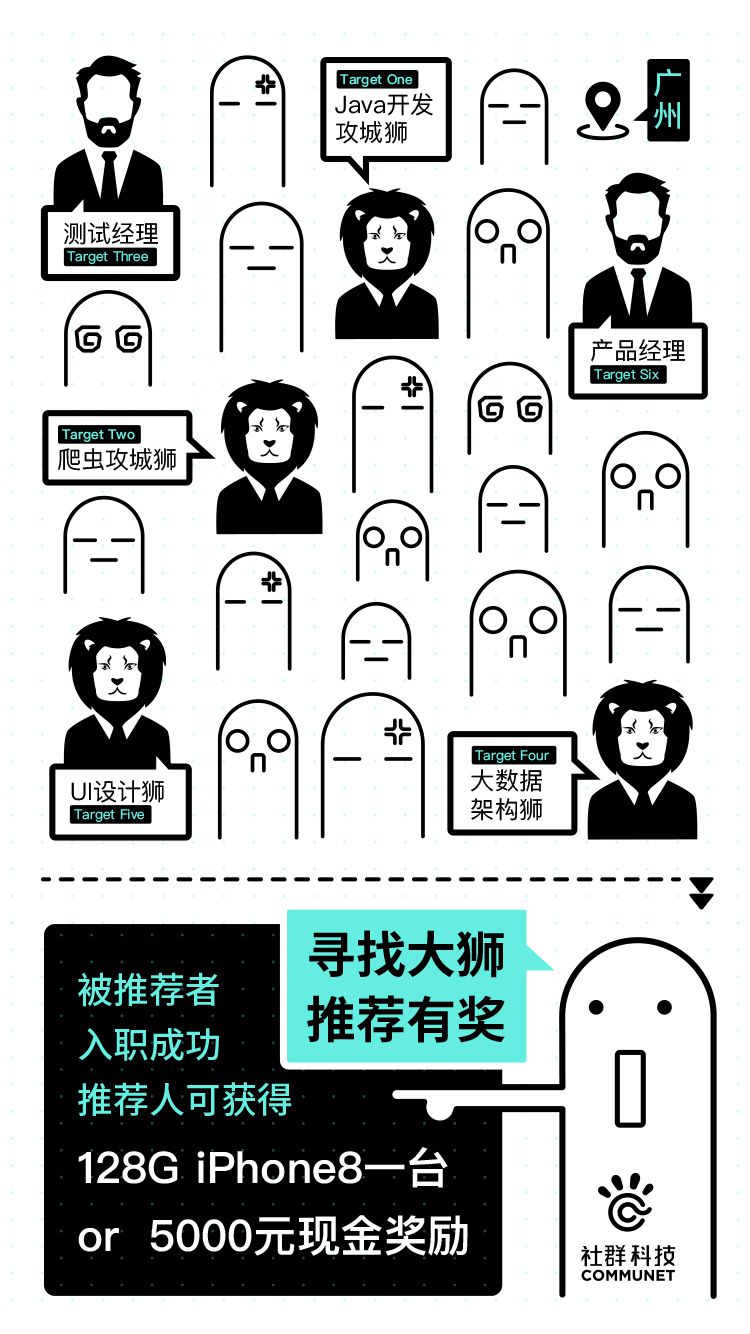 Target One
Java开发
攻城狮
广
州
测试经理
Target Three
产品经理
Target Six
Target Two
爬虫攻城狮
Target Four
大数据
架构狮
UI设计狮
Target Five
寻找大狮
推荐有奖
被推荐者
入职成功
推荐人可获得
128G iPhone8一台
or 5000元现金奖励
社群科技
COMMUNET